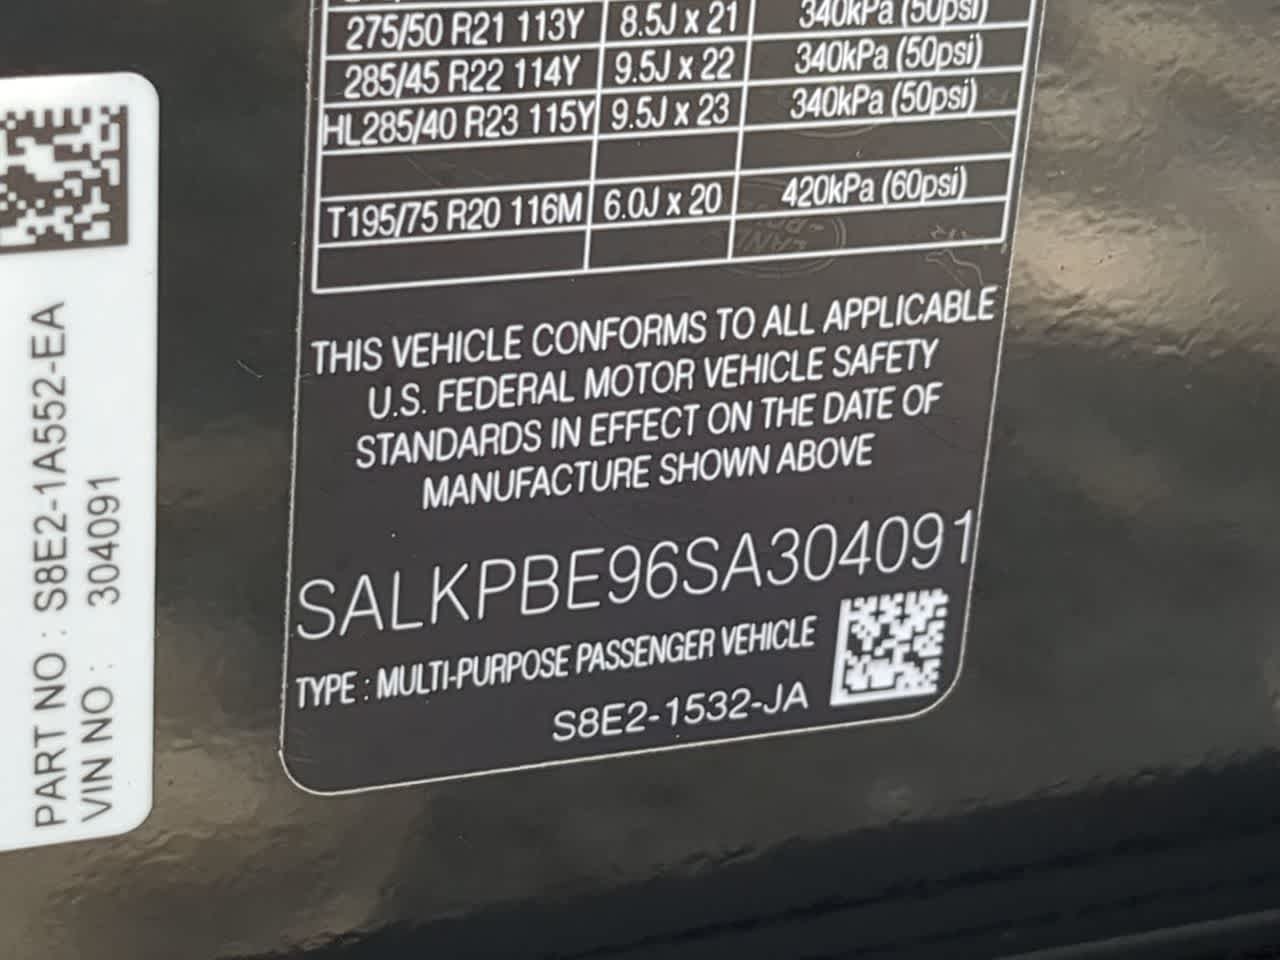 275/50 R21 113Y 8.5J x 21 340kPa (50psi)
285/45 R22 114Y 9.5J x 22 340kPa (50psi)
HL285/40 R23 115Y 9.5J x 23 340kPa (50psi)
T195/75 R20 116M 6.0J x 20 420kPa (60psi)
THIS VEHICLE CONFORMS TO ALL APPLICABLE
U.S. FEDERAL MOTOR VEHICLE SAFETY
STANDARDS IN EFFECT ON THE DATE OF
MANUFACTURE SHOWN ABOVE
SALKPBE96SA304091
TYPE : MULTI-PURPOSE PASSENGER VEHICLE
S8E2-1532-JA
PART NO : S8E2-1A552-EA
VIN NO : 304091